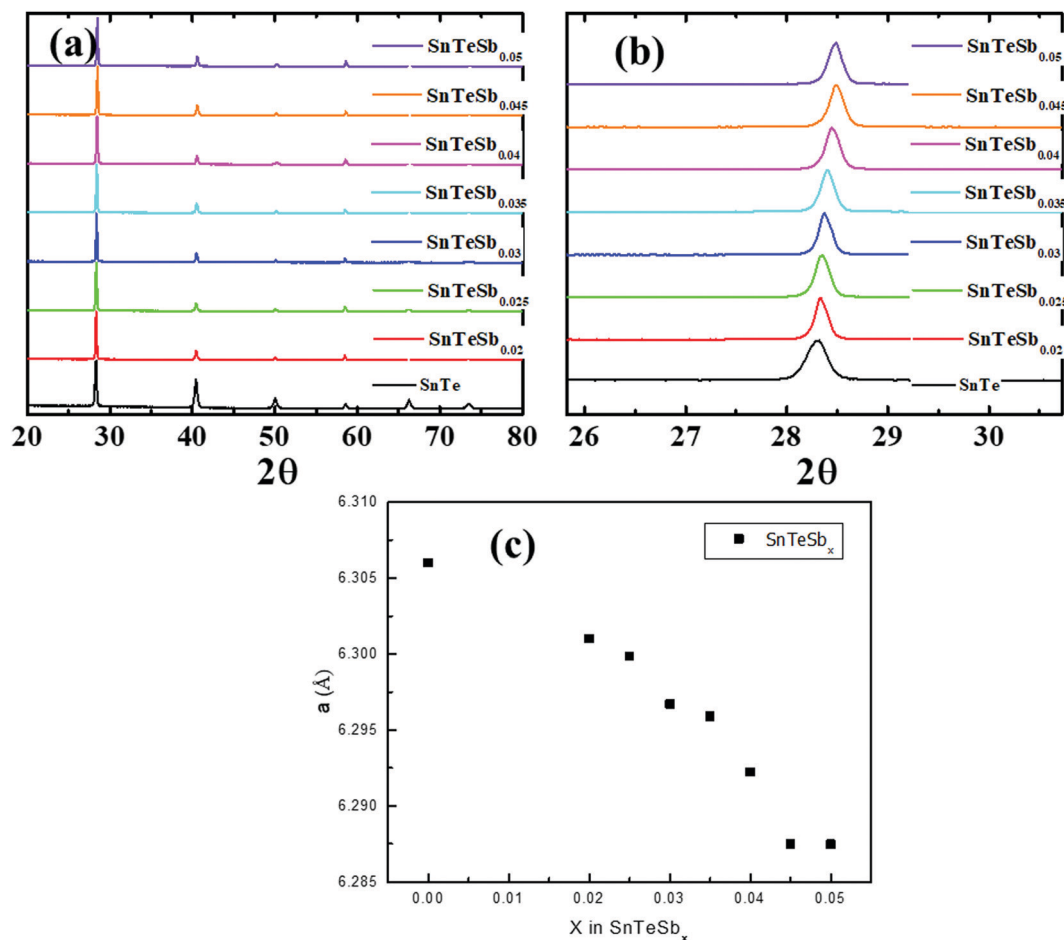 (a)
SnTeSb0.05
SnTeSb0.045
SnTeSb0.04
SnTeSb0.035
SnTeSb0.03
SnTeSb0.025
SnTeSb0.02
SnTe
20 30 40 50 60 70 80
2θ
(b)
SnTeSb0.05
SnTeSb0.045
SnTeSb0.04
SnTeSb0.035
SnTeSb0.03
SnTeSb0.025
SnTeSb0.02
SnTe
26 27 28 29 30
2θ
(c)
SnTeSbx
6.310
6.305
6.300
6.295
6.290
6.285
a (Å)
0.00 0.01 0.02 0.03 0.04 0.05
X in SnTeSbx